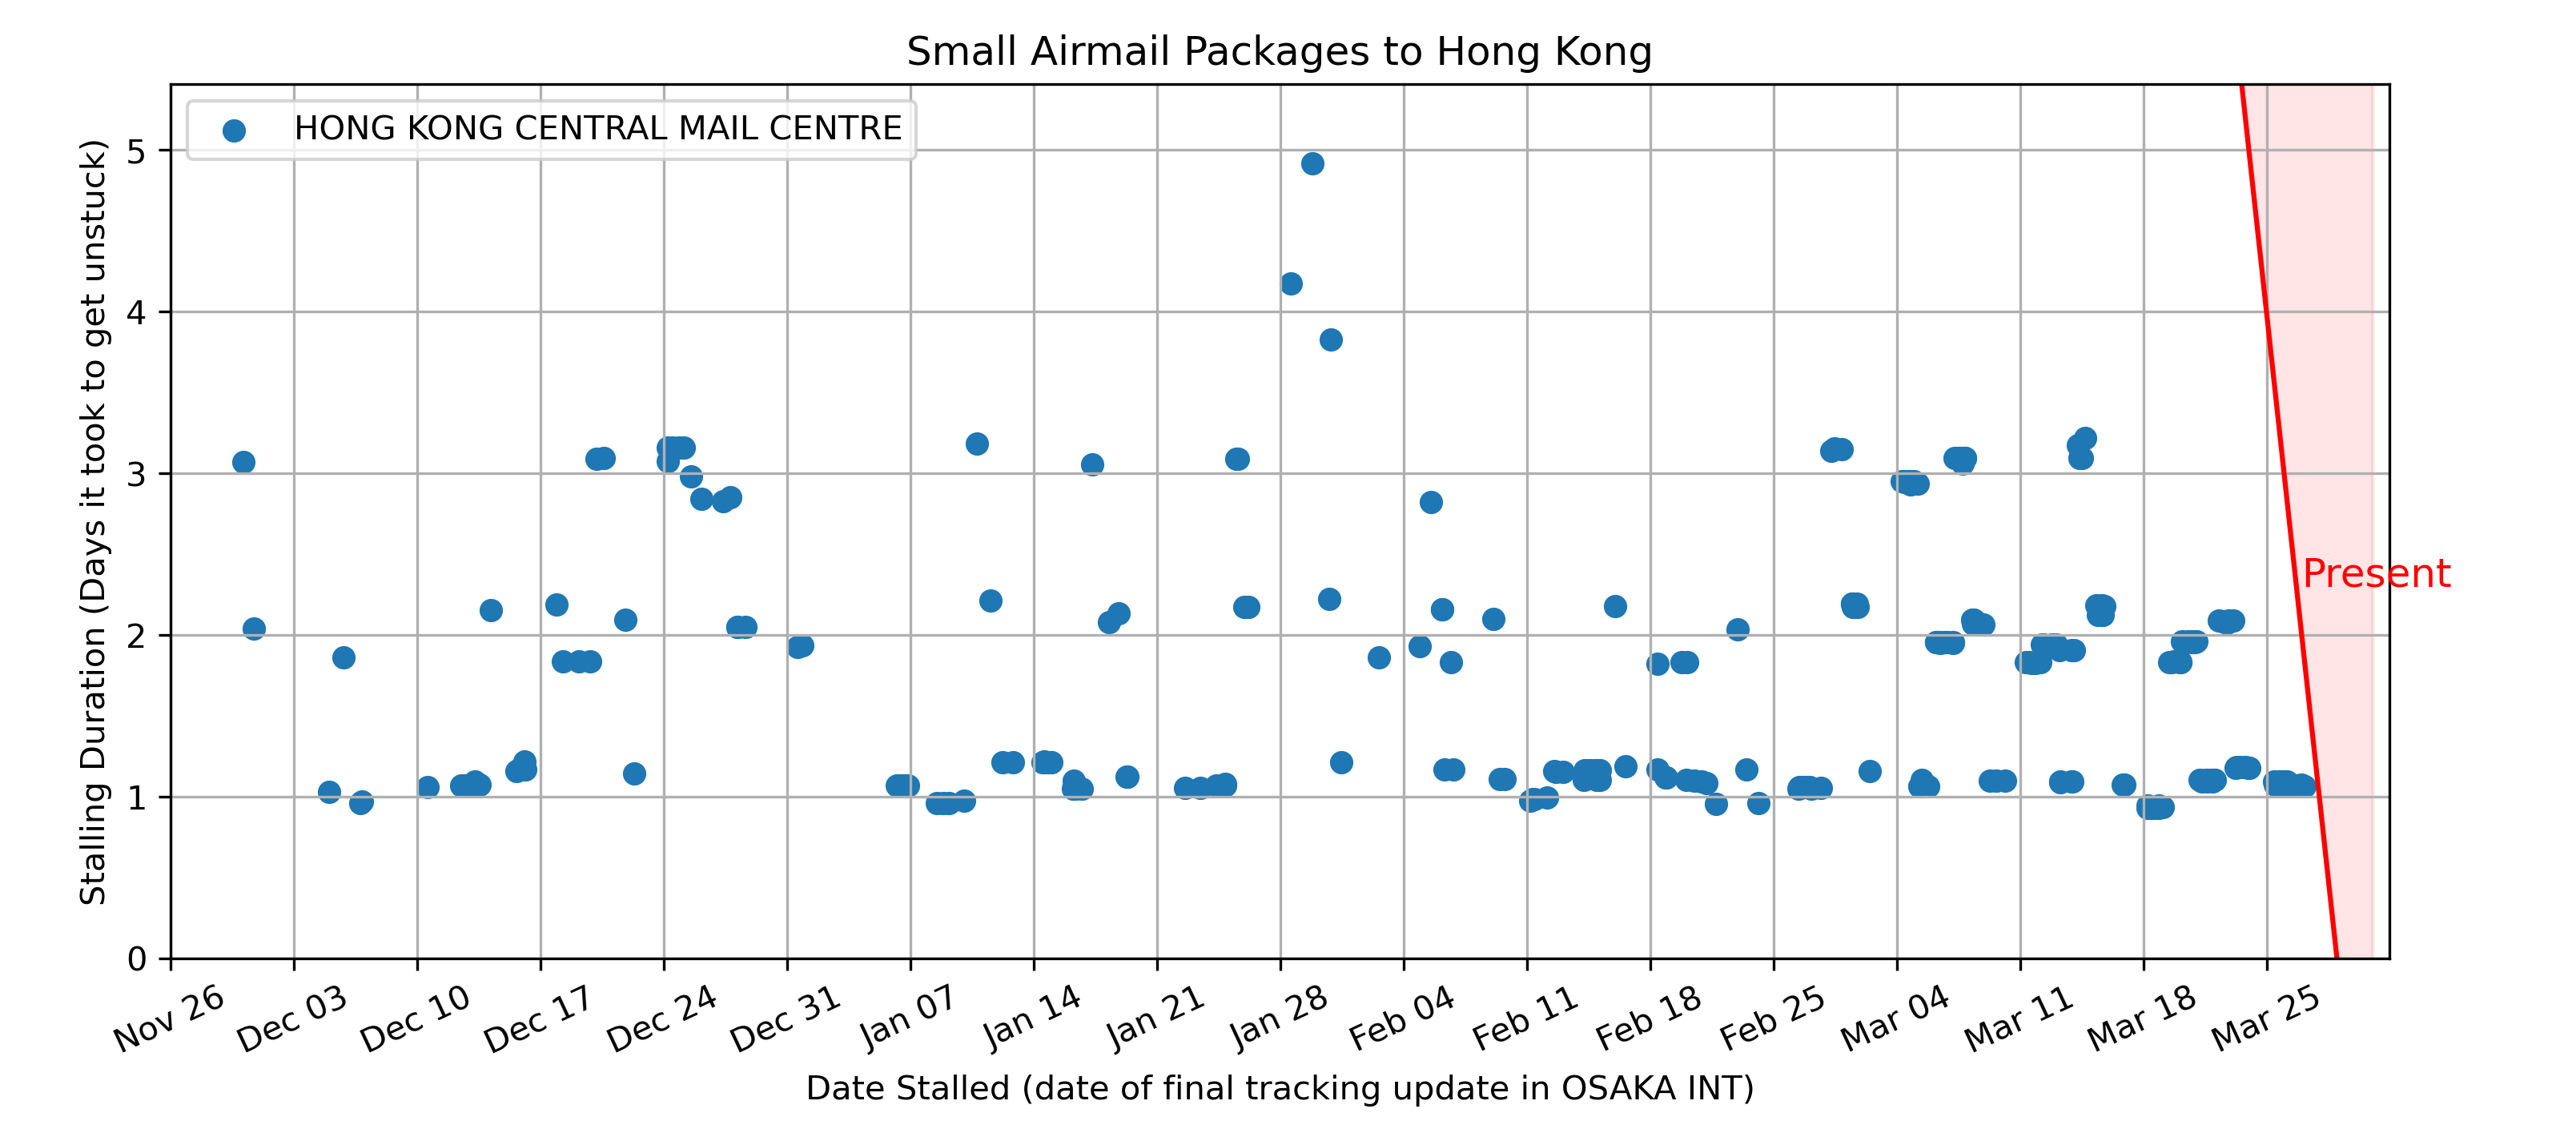 Small Airmail Packages to Hong Kong
HONG KONG CENTRAL MAIL CENTRE
Stalling Duration (Days it took to get unstuck)
5
4
3
2
1
0
Present
Nov 26
Dec 03
Dec 10
Dec 17
Dec 24
Dec 31
Jan 07
Jan 14
Jan 21
Jan 28
Feb 04
Feb 11
Feb 18
Feb 25
Mar 04
Mar 11
Mar 18
Mar 25
Date Stalled (date of final tracking update in OSAKA INT)